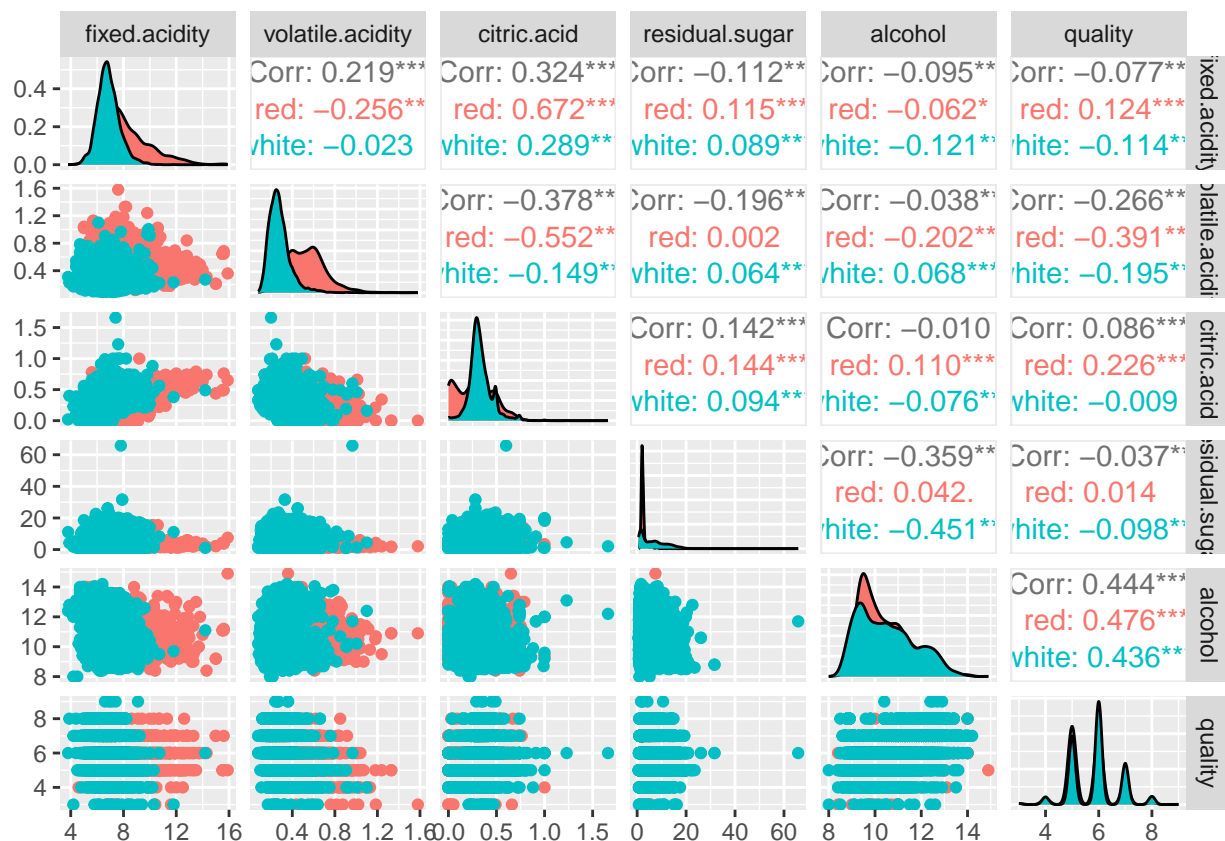 fixed.acidity volatile.acidity citric.acid residual.sugar alcohol quality
0.4
0.2
0.0
Corr: 0.219***
red: −0.256**
white: −0.023
Corr: 0.324***
red: 0.672***
white: 0.289**
Corr: −0.112**
red: 0.115***
white: 0.089**
Corr: −0.095**
red: −0.062*
white: −0.121**
Corr: −0.077**
red: 0.124***
white: −0.114**
fixed.acidity
1.6
1.2
0.8
0.4
Corr: −0.378**
red: −0.552**
white: −0.149**
Corr: −0.196**
red: 0.002
white: 0.064**
Corr: −0.038**
red: −0.202**
white: 0.068***
Corr: −0.266**
red: −0.391**
white: −0.195**
volatile.acidi
1.5
1.0
0.5
0.0
Corr: 0.142***
red: 0.144***
white: 0.094**
Corr: −0.010
red: 0.110***
white: −0.076**
Corr: 0.086***
red: 0.226***
white: −0.009
citric.acid
60
40
20
0
Corr: −0.359**
red: 0.042.
white: −0.451**
Corr: −0.037**
red: 0.014
white: −0.098**
esidual.suga
14
12
10
8
Corr: 0.444***
red: 0.476***
white: 0.436**
alcohol
8
6
4
quality
4 8 12 16
0.4 0.8 1.2 1.6
0.0 0.5 1.0 1.5
0 20 40 60
8 10 12 14
4 6 8